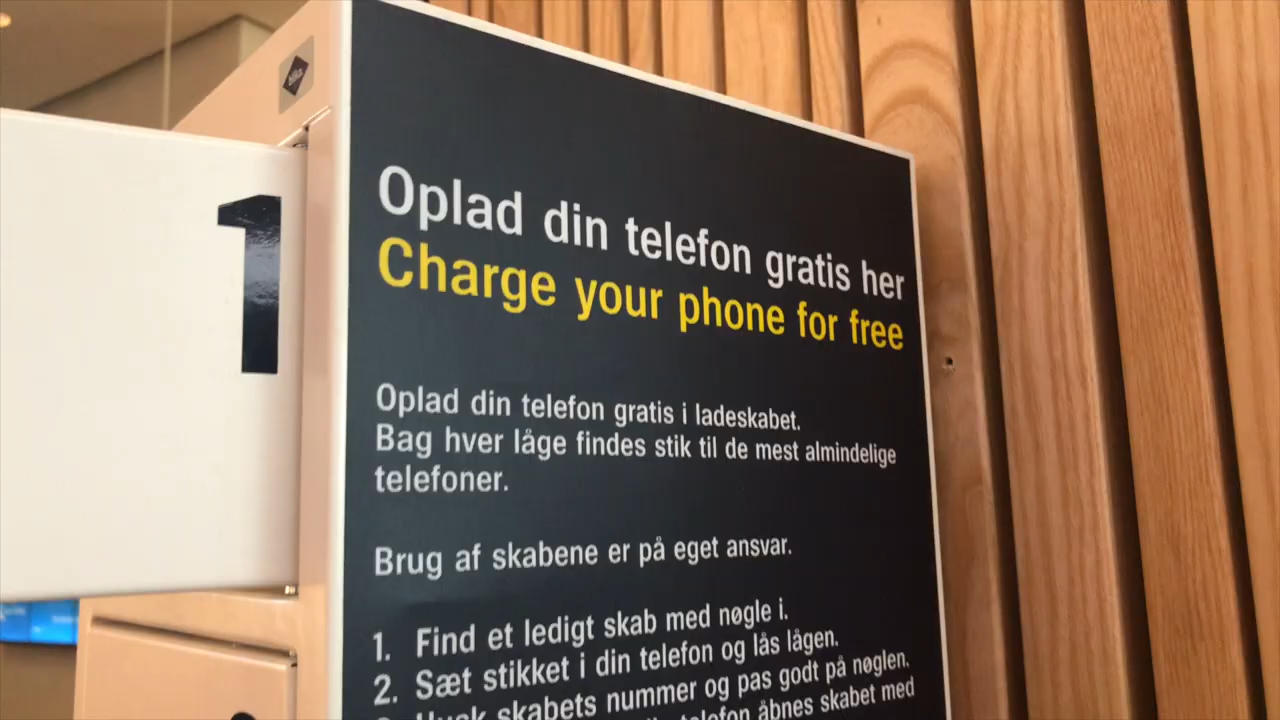 1
Oplad din telefon gratis her
Charge your phone for free
Oplad din telefon gratis i ladeskabet.
Bag hver låge findes stik til de mest almindelige
telefoner.
Brug af skabene er på eget ansvar.
1. Find et ledigt skab med nøgle i.
2. Sæt stikket i din telefon og lås lågen.
skabets nummer og pas godt på nøglen.
telefon åbnes skabet med